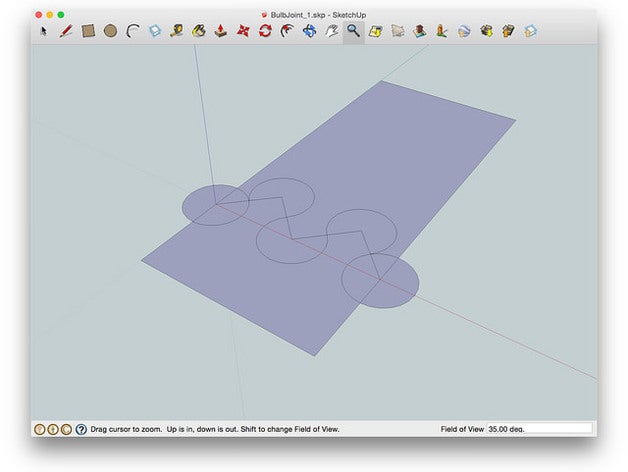 BulbJoint_1.skp - SketchUp
Drag cursor to zoom. Up is in, down is out. Shift to change Field of View.
Field of View 35.00 deg.